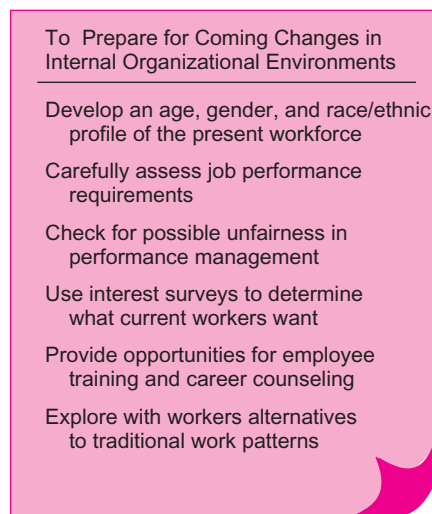 To Prepare for Coming Changes in
Internal Organizational Environments
Develop an age, gender, and race/ethnic
profile of the present workforce
Carefully assess job performance
requirements
Check for possible unfairness in
performance management
Use interest surveys to determine
what current workers want
Provide opportunities for employee
training and career counseling
Explore with workers alternatives
to traditional work patterns